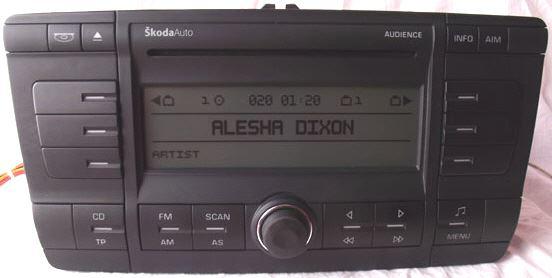 ŠkodaAuto AUDIENCE INFO AIM
1 020 01:20 1
ALESHA DIXON
ARTIST
CD FM SCAN
TP AM AS MENU